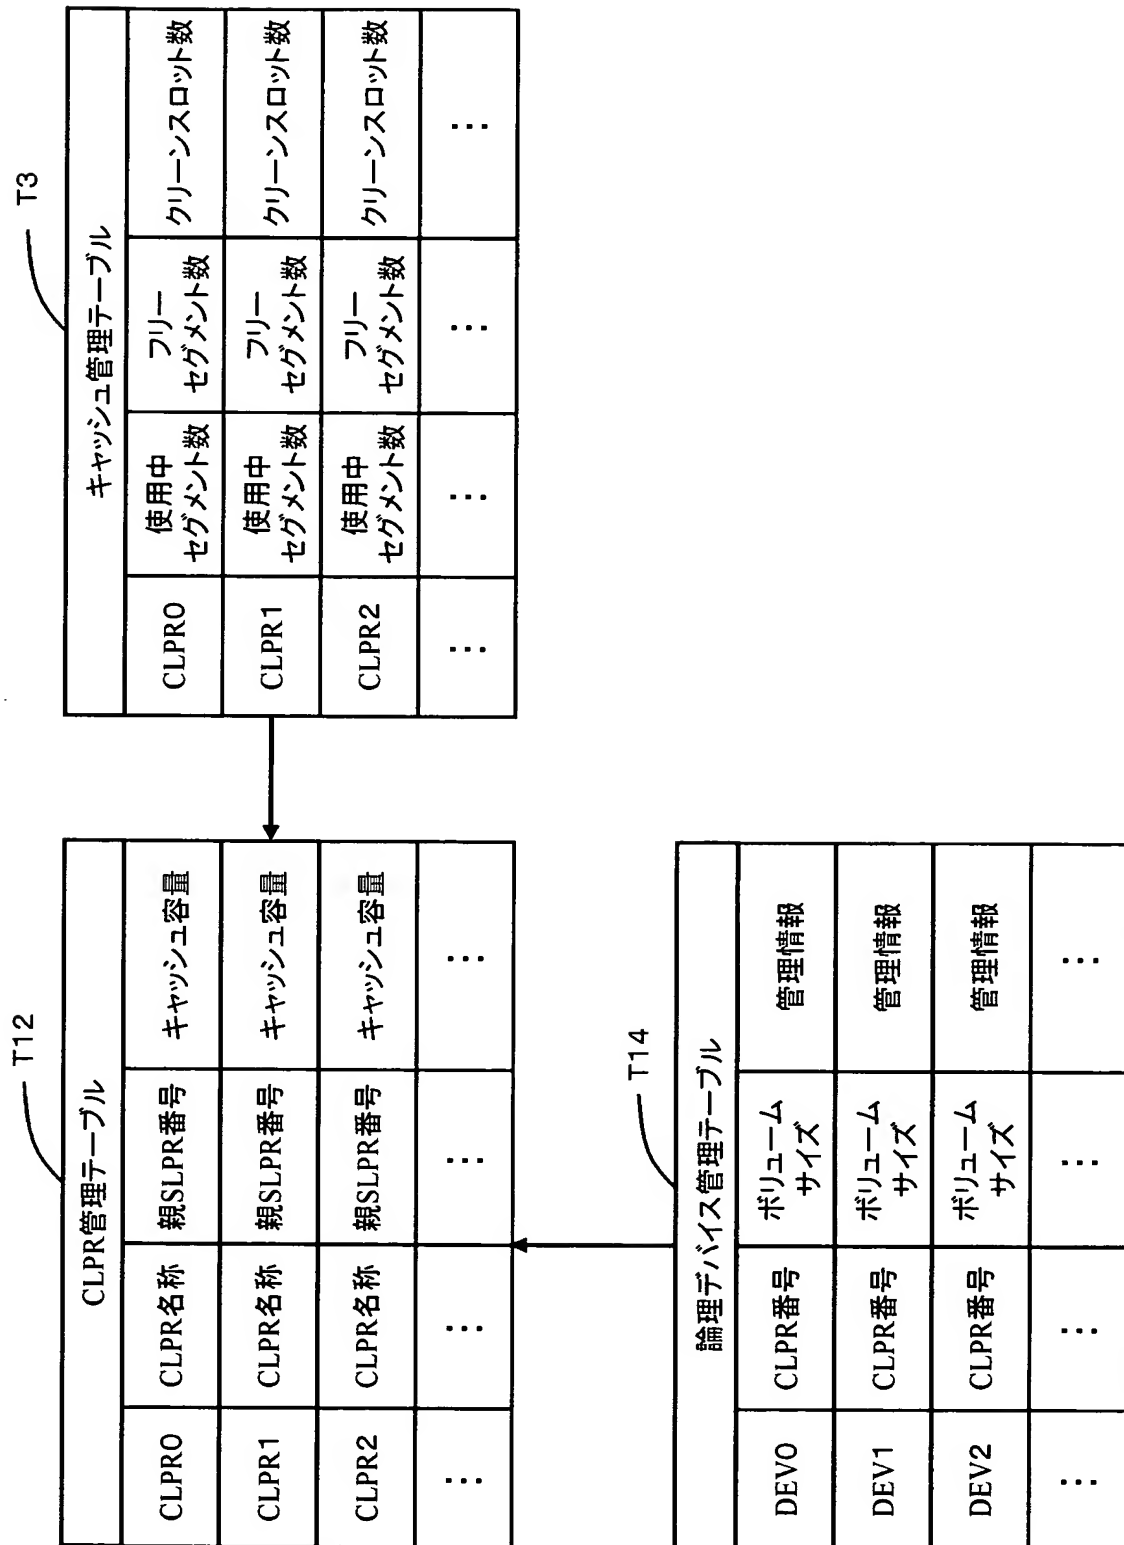 T12
CLPR管理テーブル
CLPR0 CLPR名称 親SLPR番号 キャッシュ容量
CLPR1 CLPR名称 親SLPR番号 キャッシュ容量
CLPR2 CLPR名称 親SLPR番号 キャッシュ容量
… … … …
T3
キャッシュ管理テーブル
CLPR0 使用中セグメント数 フリーセグメント数 クリーンスロット数
CLPR1 使用中セグメント数 フリーセグメント数 クリーンスロット数
CLPR2 使用中セグメント数 フリーセグメント数 クリーンスロット数
… … … …
T14
論理デバイス管理テーブル
DEV0 CLPR番号 ボリュームサイズ 管理情報
DEV1 CLPR番号 ボリュームサイズ 管理情報
DEV2 CLPR番号 ボリュームサイズ 管理情報
… … … …